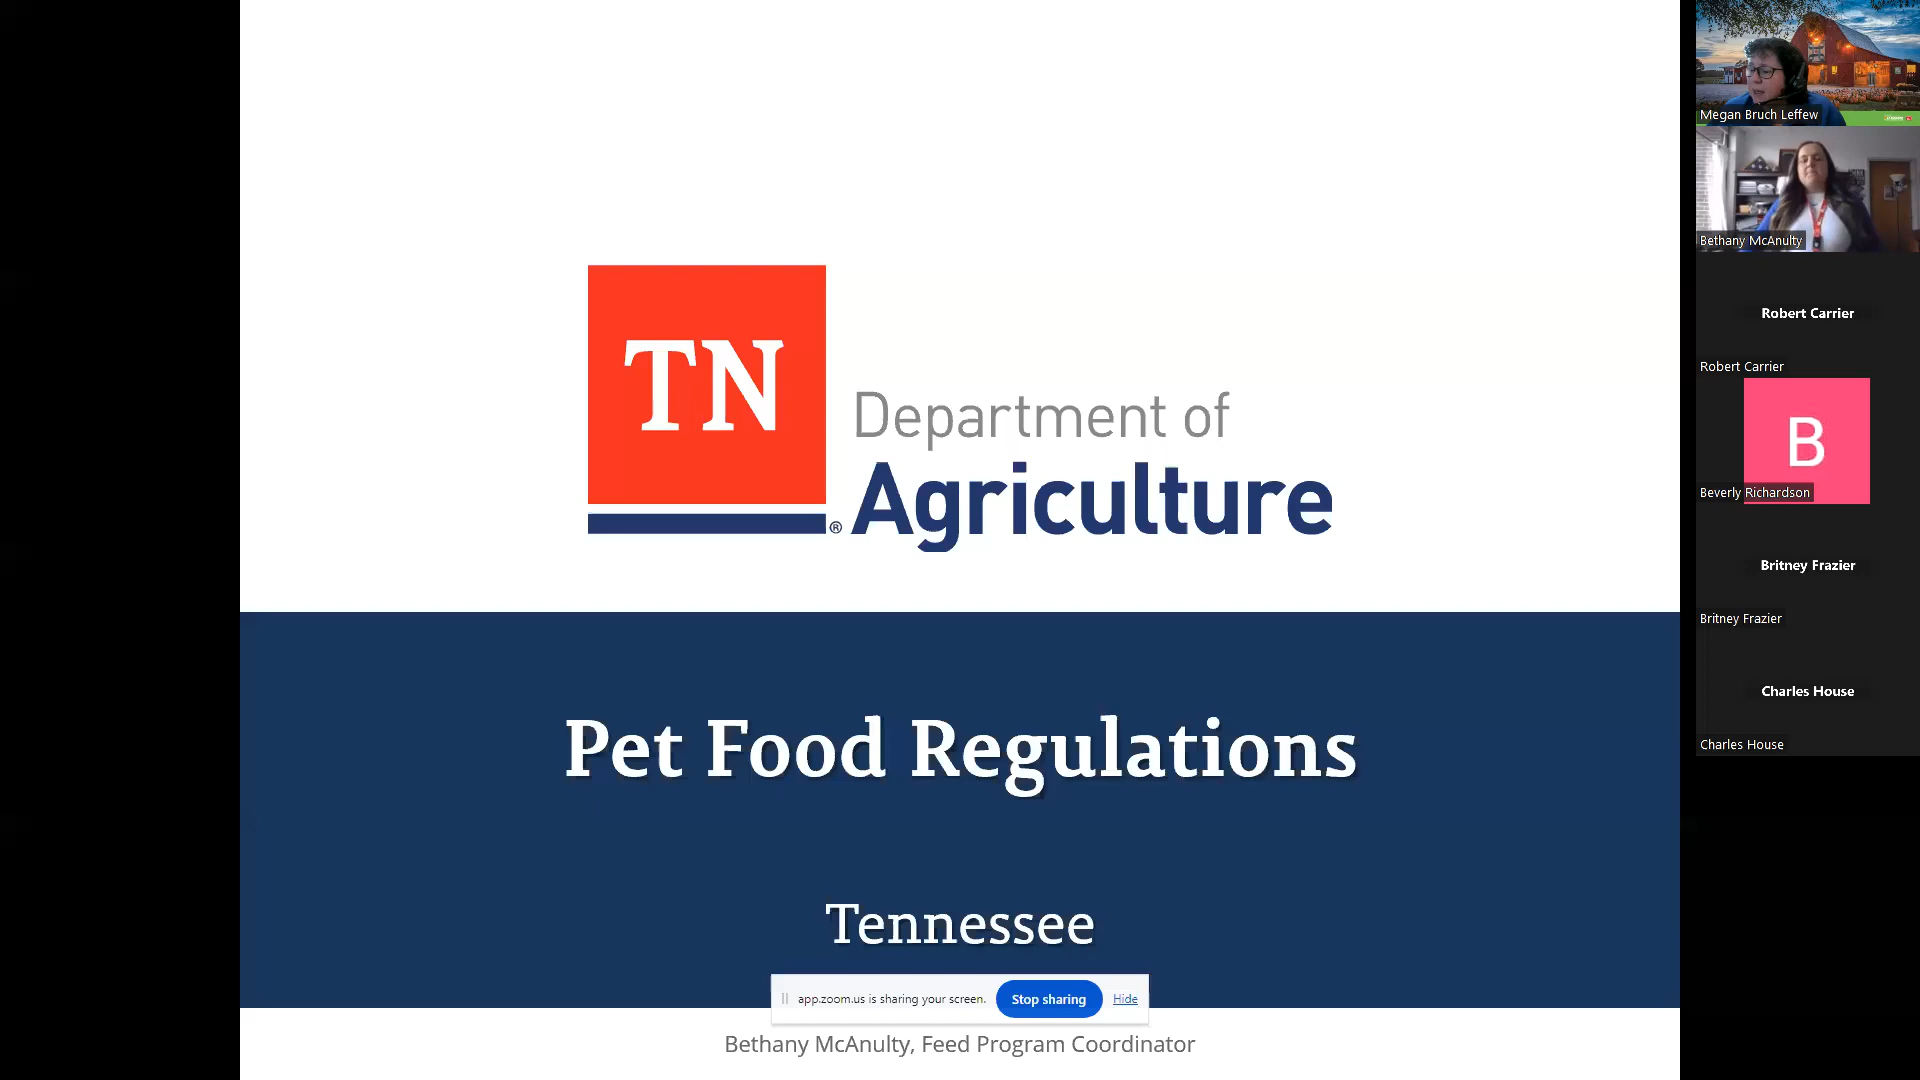 TN
Department of
Agriculture
®
Pet Food Regulations
Tennessee
app.zoom.us is sharing your screen. Stop sharing Hide
Bethany McAnulty, Feed Program Coordinator
Megan Bruch Leffew
Bethany McAnulty
Robert Carrier
Robert Carrier
B
Beverly Richardson
Britney Frazier
Britney Frazier
Charles House
Charles House